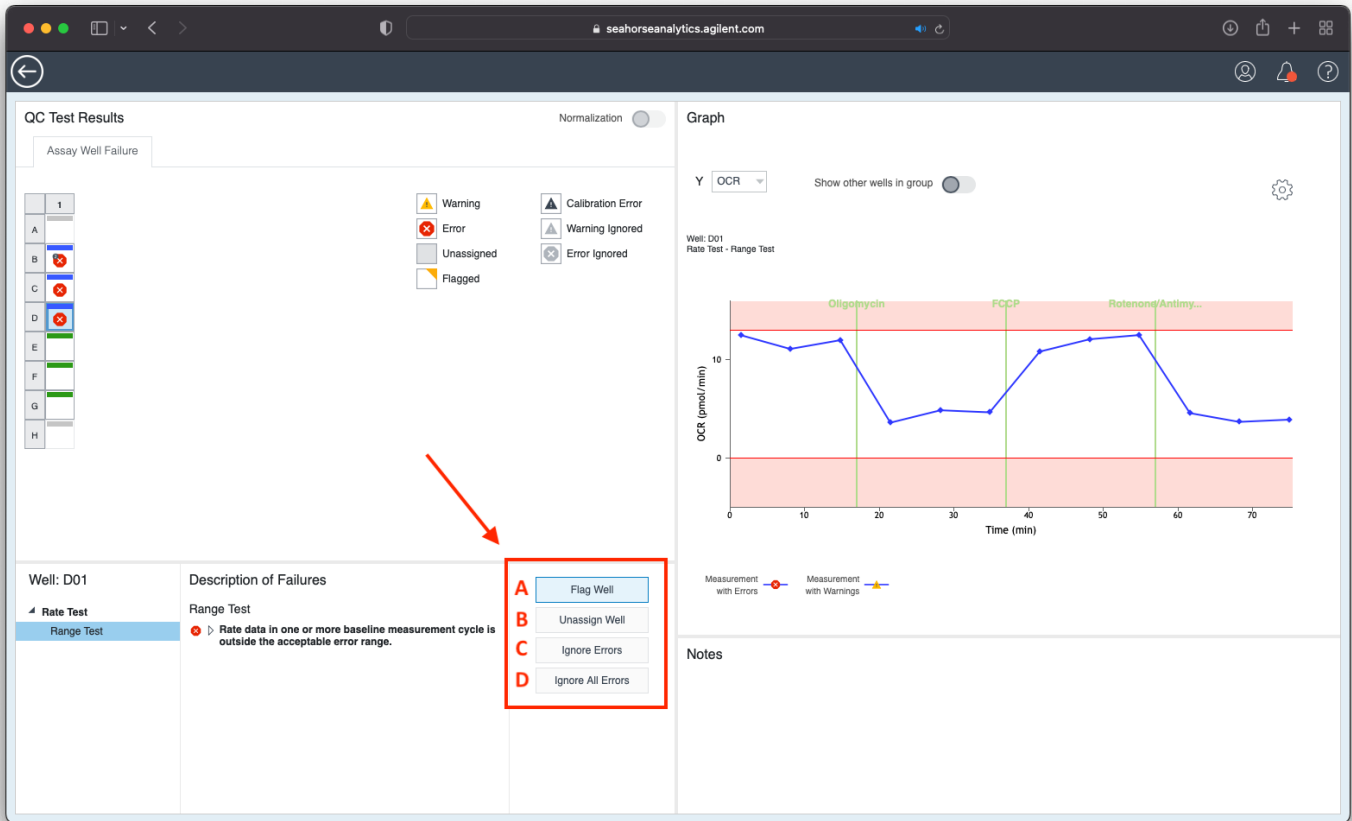 seahorseanalytics.agilent.com
QC Test Results
Normalization
Assay Well Failure
1
A
B
C
D
E
F
G
H
Warning
Calibration Error
Error
Warning Ignored
Unassigned
Error Ignored
Flagged
Well: D01
Rate Test
Range Test
Description of Failures
Range Test
Rate data in one or more baseline measurement cycle is
outside the acceptable error range.
A Flag Well
B Unassign Well
C Ignore Errors
D Ignore All Errors
Graph
Y OCR
Show other wells in group
Well: D01
Rate Test - Range Test
Oligomycin
FCCP
Rotenone/Antimy...
OCR (pmol/min)
10
0
0 10 20 30 40 50 60 70
Time (min)
Measurement
with Errors
Measurement
with Warnings
Notes